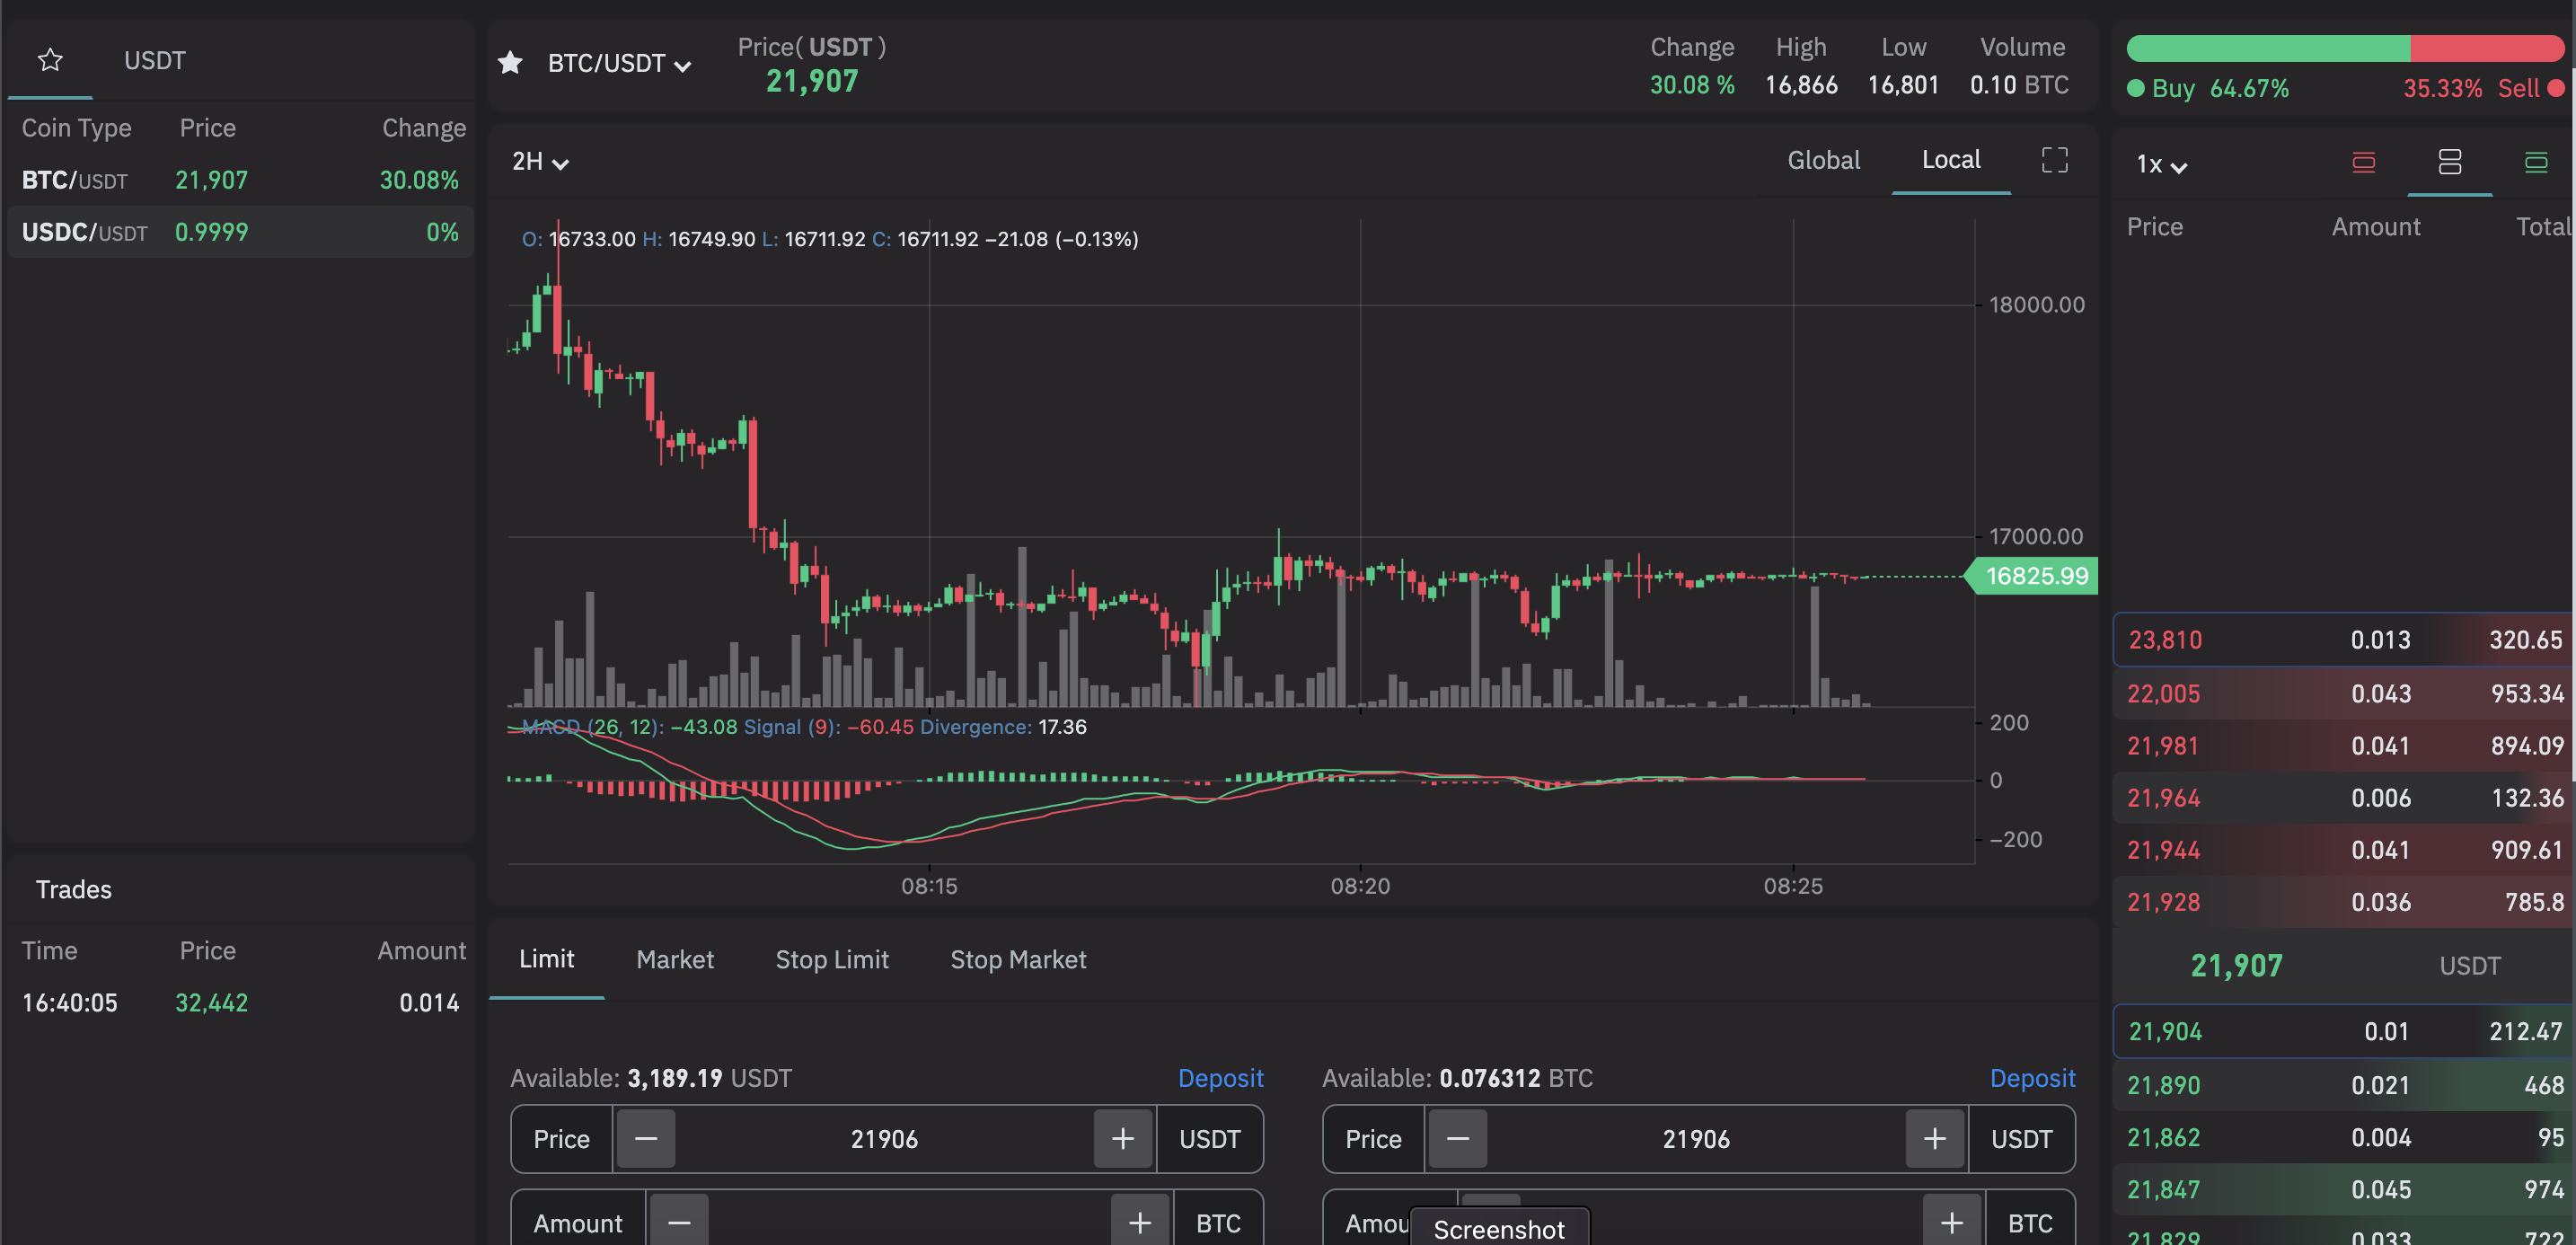 USDT
Coin Type Price Change
BTC/USDT 21,907 30.08%
USDC/USDT 0.9999 0%
Trades
Time Price Amount
16:40:05 32,442 0.014
BTC/USDT
Price( USDT )
21,907
Change High Low Volume
30.08 % 16,866 16,801 0.10 BTC
2H
Global Local
O: 16733.00 H: 16749.90 L: 16711.92 C: 16711.92 −21.08 (−0.13%)
18000.00
17000.00
16825.99
MACD (26, 12): −43.08 Signal (9): −60.45 Divergence: 17.36
200
0
−200
08:15 08:20 08:25
Limit Market Stop Limit Stop Market
Available: 3,189.19 USDT Deposit
Price − 21906 + USDT
Amount − + BTC
Available: 0.076312 BTC Deposit
Price − 21906 + USDT
Amou + BTC
Screenshot
Buy 64.67% 35.33% Sell
1x
Price Amount Total
23,810 0.013 320.65
22,005 0.043 953.34
21,981 0.041 894.09
21,964 0.006 132.36
21,944 0.041 909.61
21,928 0.036 785.8
21,907 USDT
21,904 0.01 212.47
21,890 0.021 468
21,862 0.004 95
21,847 0.045 974
21,829 0.033 722